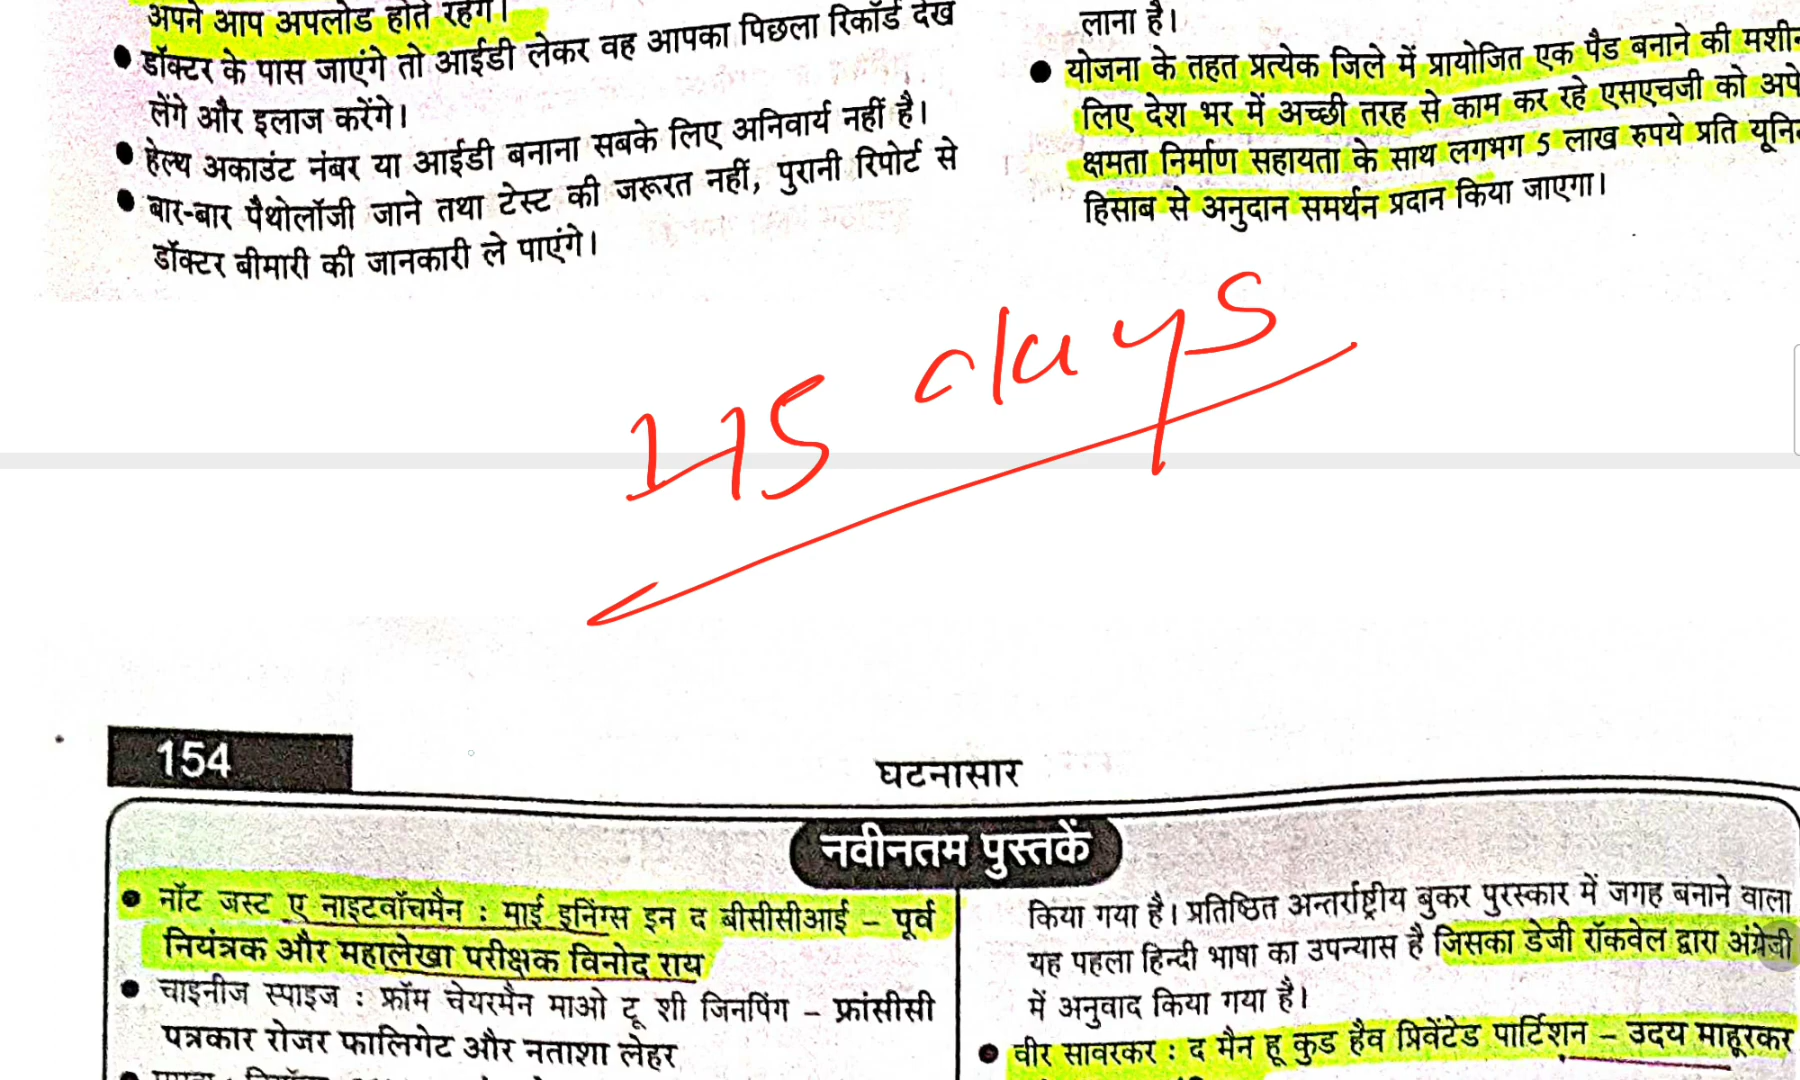 अपने आप अपलोड होते रहेंगे।
● डॉक्टर के पास जाएंगे तो आईडी लेकर वह आपका पिछला रिकॉर्ड देख
लेंगे और इलाज करेंगे।
● हेल्थ अकाउंट नंबर या आईडी बनाना सबके लिए अनिवार्य नहीं है।
● बार-बार पैथोलॉजी जाने तथा टेस्ट की जरूरत नहीं, पुरानी रिपोर्ट से
डॉक्टर बीमारी की जानकारी ले पाएंगे।
लाना है।
● योजना के तहत प्रत्येक जिले में प्रायोजित एक पैड बनाने की
लिए देश भर में अच्छी तरह से काम कर रहे एसएचजी को
क्षमता निर्माण सहायता के साथ लगभग 5 लाख रुपये प्रति
हिसाब से अनुदान समर्थन प्रदान किया जाएगा।
days
154
घटनासार
नवीनतम पुस्तकें
● नॉट जस्ट ए नाइटवॉचमैन : माई इनिंग्स इन द बीसीसीआई – पूर्व
नियंत्रक और महालेखा परीक्षक विनोद राय
● चाइनीज स्पाइज : फ्रॉम चेयरमैन माओ टू शी जिनपिंग – फ्रांसीसी
पत्रकार रोजर फालिगेट और नताशा लेहर
किया गया है। प्रतिष्ठित अन्तर्राष्ट्रीय बुकर पुरस्कार में जगह बनाने वाला
यह पहला हिन्दी भाषा का उपन्यास है जिसका डेजी रॉकवेल द्वारा अंग्रेजी
में अनुवाद किया गया है।
● वीर सावरकर : द मैन हू कुड हैव प्रिवेंटेड पार्टिशन – उदय माहूरकर